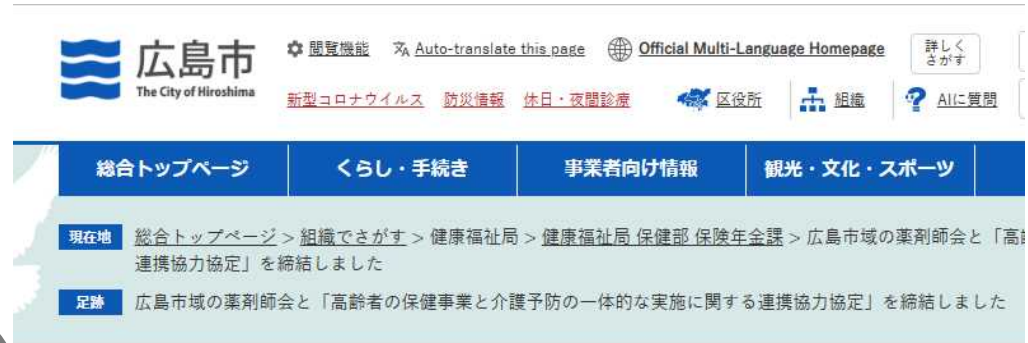 広島市
The City of Hiroshima
閲覧機能 Auto-translate this page Official Multi-Language Homepage 詳しくさがす
新型コロナウイルス 防災情報 休日・夜間診療 区役所 組織 AIに質問
総合トップページ くらし・手続き 事業者向け情報 観光・文化・スポーツ
現在地 総合トップページ > 組織でさがす > 健康福祉局 > 健康福祉局 保健部 保険年金課 > 広島市域の薬剤師会と「高
連携協力協定」を締結しました
足跡 広島市域の薬剤師会と「高齢者の保健事業と介護予防の一体的な実施に関する連携協力協定」を締結しました